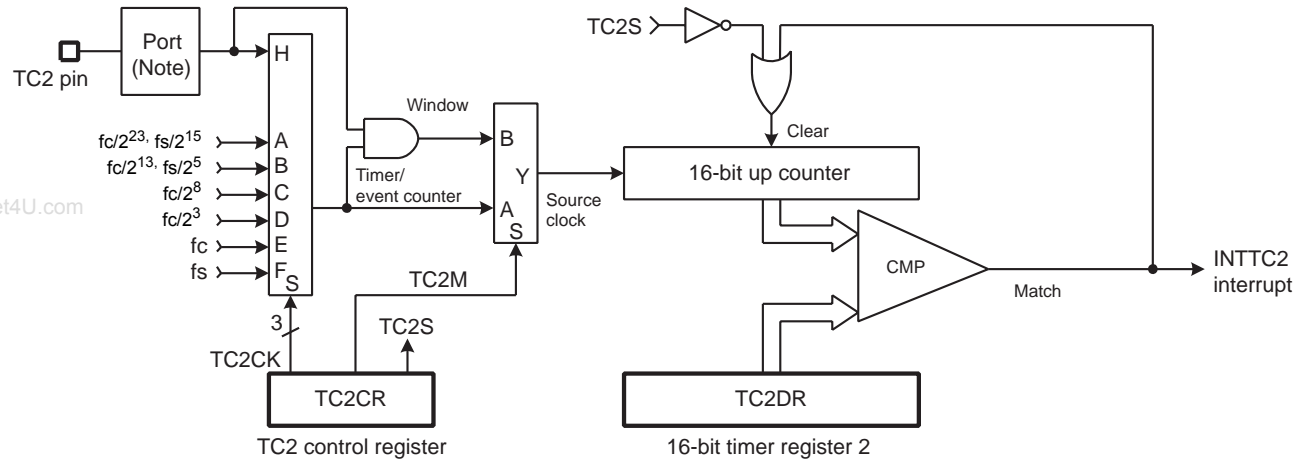 TC2S
Port
(Note)
TC2 pin
H
Window
Clear
fc/2^23, fs/2^15
A
B
16-bit up counter
fc/2^13, fs/2^5
B
Timer/
event counter
Y
fc/2^8
C
Source
clock
fc/2^3
D
A
et4U.com
S
fc
E
CMP
INTTC2
interrupt
fs
F
S
TC2M
Match
3
TC2S
TC2CK
TC2CR
TC2DR
TC2 control register
16-bit timer register 2